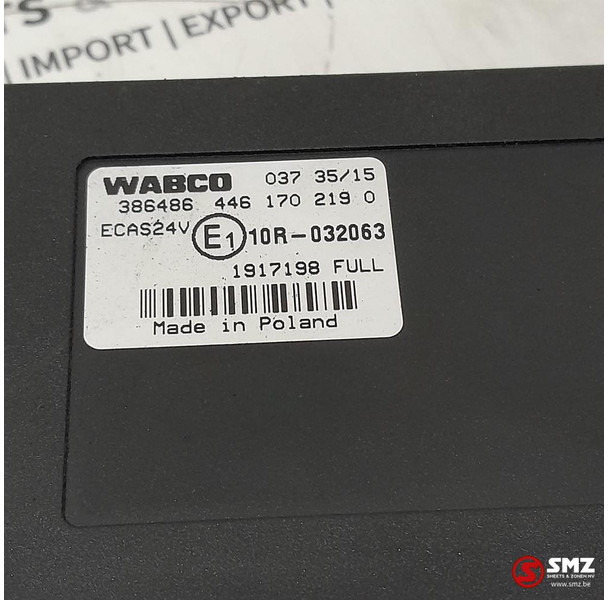 S &
| IMPORT | EXPORT |
WABCO 037 35/15
386486 446 170 219 0
ECAS24V E1 10R-032063
1917198 FULL
Made in Poland
SMZ
SMEETS & ZONEN NV
www.smz.be